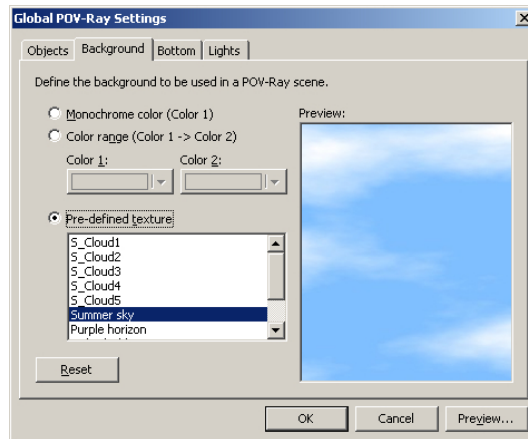 Global POV-Ray Settings
Objects Background Bottom Lights
Define the background to be used in a POV-Ray scene.
Monochrome color (Color 1)
Color range (Color 1 -> Color 2)
Color 1: Color 2:
Pre-defined texture
S_Cloud1
S_Cloud2
S_Cloud3
S_Cloud4
S_Cloud5
Summer sky
Purple horizon
Reset
Preview:
OK Cancel Preview...